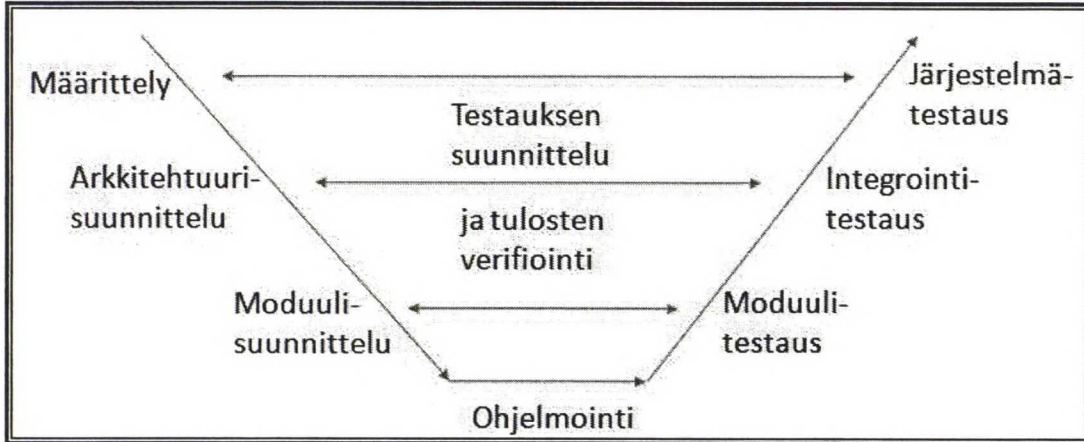 Määrittely
Järjestelmä-
testaus
Testauksen
suunnittelu
Arkkitehtuuri-
suunnittelu
Integrointi-
testaus
ja tulosten
verifiointi
Moduuli-
suunnittelu
Moduuli-
testaus
Ohjelmointi